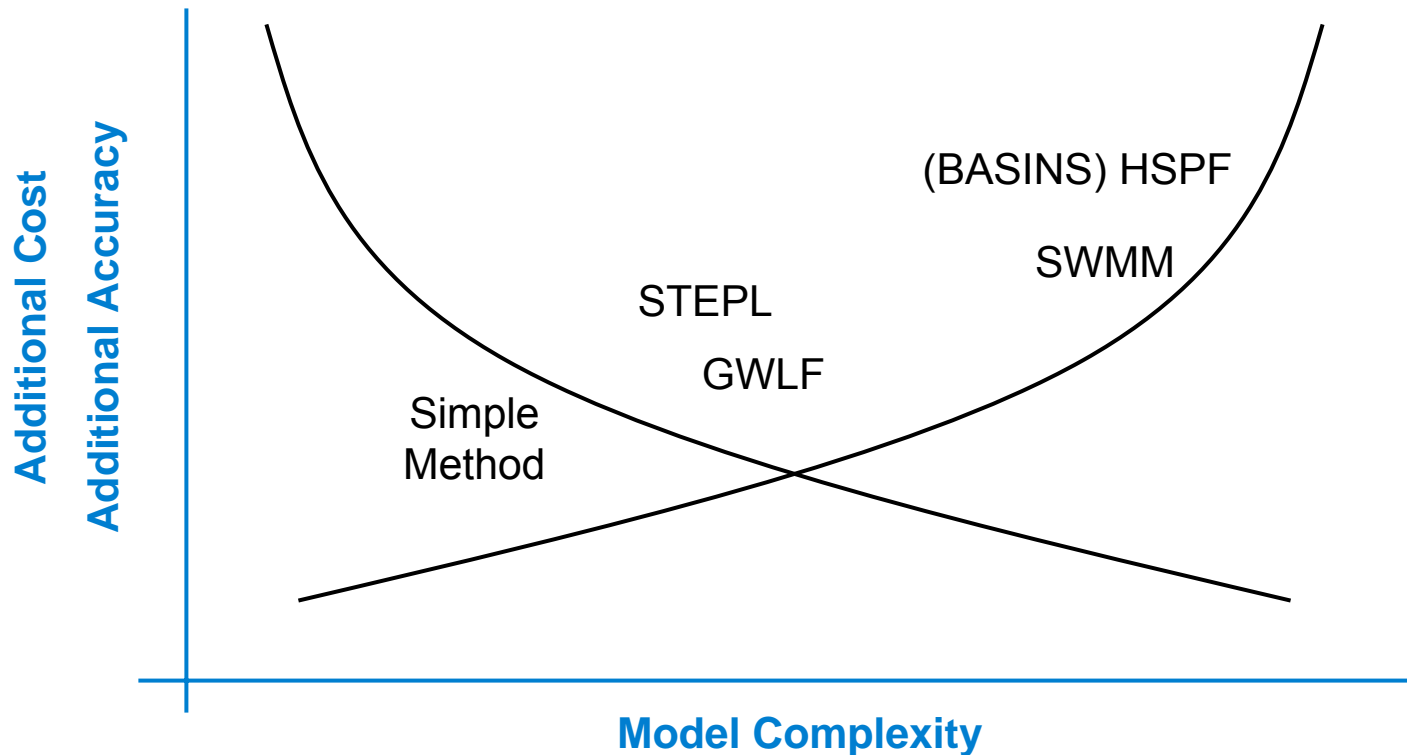 Additional Cost
Additional Accuracy
(BASINS) HSPF
SWMM
STEPL
GWLF
Simple
Method
Model Complexity